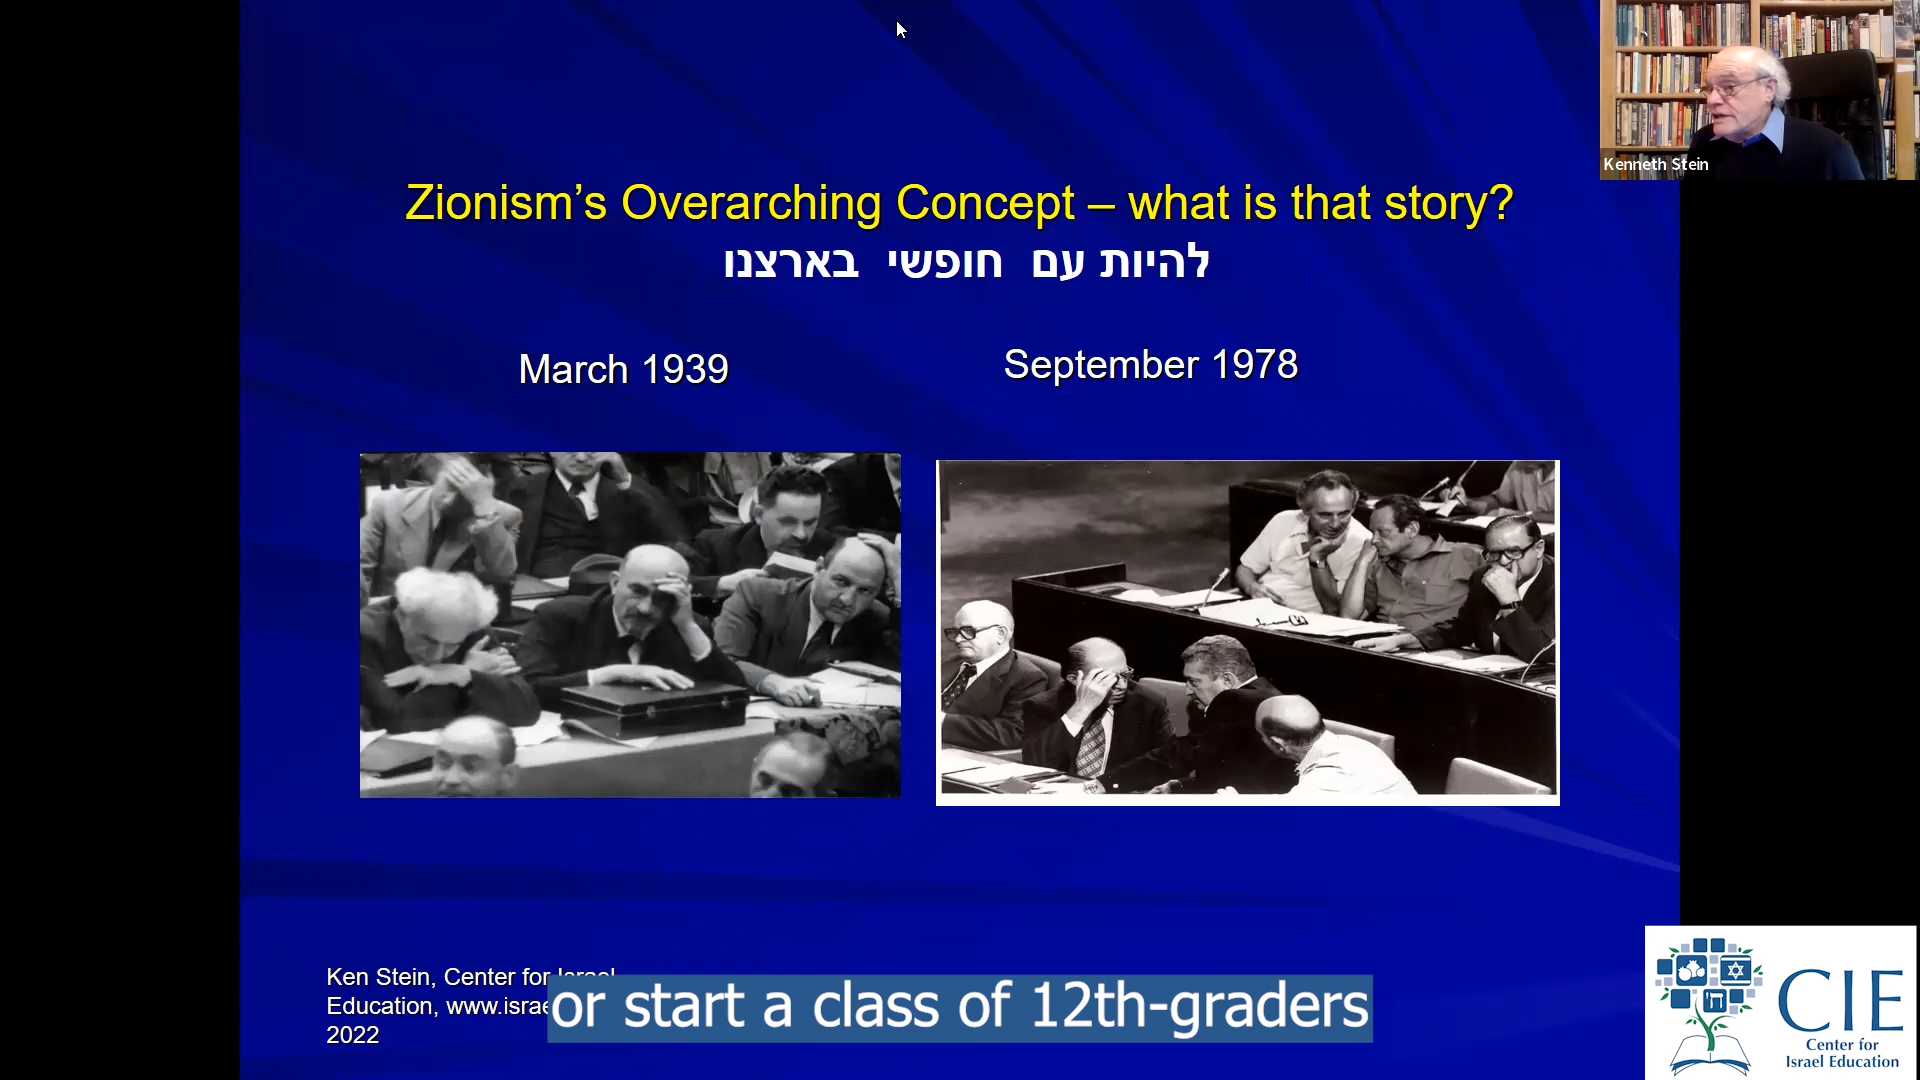 Kenneth Stein
Zionism’s Overarching Concept – what is that story?
להיות עם חופשי בארצנו
March 1939
September 1978
Ken Stein, Center for Israel
Education, www.israe
2022
or start a class of 12th-graders
CIE
Center for
Israel Education